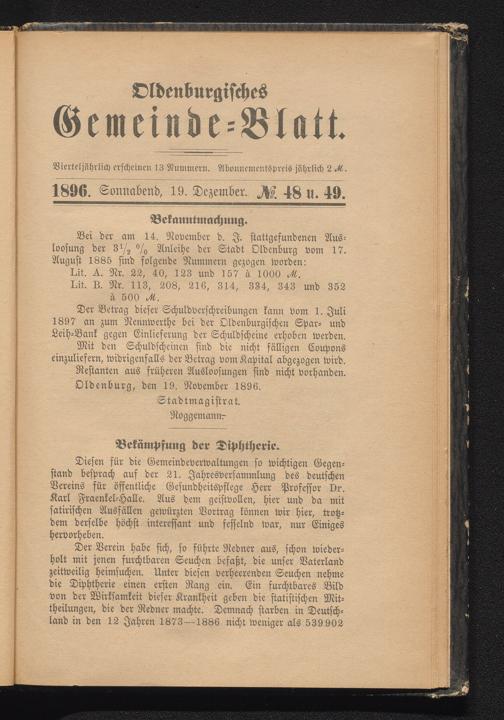 Oldenburgisches
Gemeinde-Blatt.
Vierteljährlich erscheinen 13 Nummern. Abonnementspreis jährlich 2 M.
1896. Sonnabend, 19. Dezember. № 48 u. 49.
Bekanntmachung.
Bei der am 14. November d. J. stattgefundenen Aus-
loosung der 3 1/2 % Anleihe der Stadt Oldenburg vom 17.
August 1885 sind folgende Nummern gezogen worden:
Lit. A. Nr. 22, 40, 123 und 157 à 1000 M.
Lit. B. Nr. 113, 208, 216, 314, 334, 343 und 352
à 500 M.
Der Betrag dieser Schuldverschreibungen kann vom 1. Juli
1897 an zum Nennwerthe bei der Oldenburgischen Spar- und
Leih-Bank gegen Einlieferung der Schuldscheine erhoben werden.
Mit den Schuldscheinen sind die nicht fälligen Coupons
einzuliefern, widrigenfalls der Betrag vom Kapital abgezogen wird.
Restanten aus früheren Ausloosungen sind nicht vorhanden.
Oldenburg, den 19. November 1896.
Stadtmagistrat.
Roggemann.
Bekämpfung der Diphtherie.
Diesen für die Gemeindeverwaltungen so wichtigen Gegen-
stand besprach auf der 21. Jahresversammlung des deutschen
Vereins für öffentliche Gesundheitspflege Herr Professor Dr.
Karl Fraenkel-Halle. Aus dem geistvollen, hier und da mit
satirischen Ausfällen gewürzten Vortrag können wir hier, trotz-
dem derselbe höchst interessant und fesselnd war, nur Einiges
hervorheben.
Der Verein habe sich, so führte Redner aus, schon wieder-
holt mit jenen furchtbaren Seuchen befaßt, die unser Vaterland
zeitweilig heimsuchen. Unter diesen verheerenden Seuchen nehme
die Diphtherie einen ersten Rang ein. Ein furchtbares Bild
von der Wirksamkeit dieser Krankheit geben die statistischen Mit-
theilungen, die der Redner machte. Demnach starben in Deutsch-
land in den 12 Jahren 1873—1886 nicht weniger als 539902